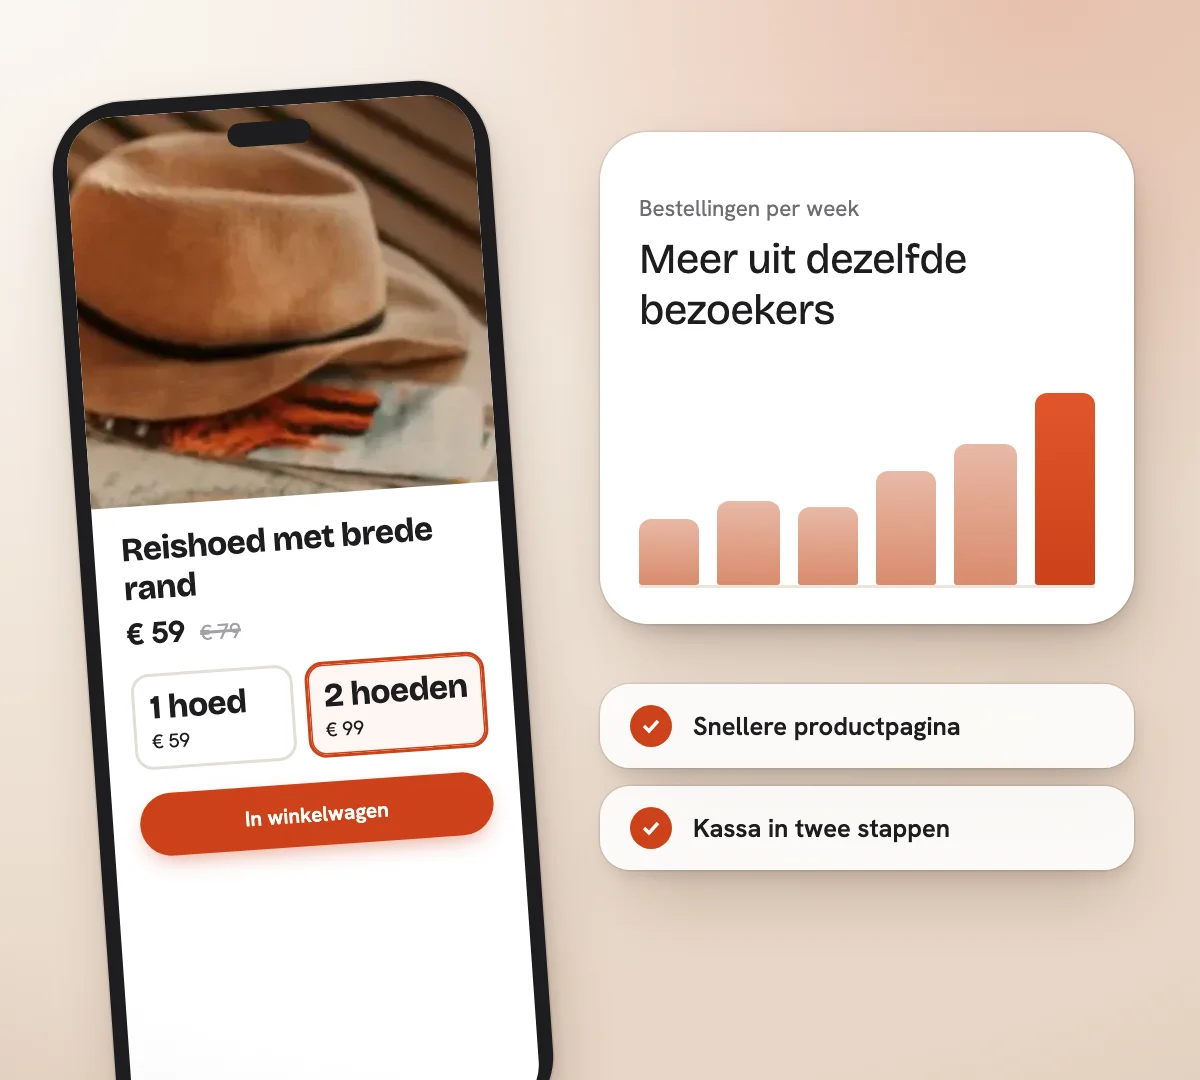 Reishoed met brede
rand
€ 59 € 79
1 hoed
€ 59
2 hoeden
€ 99
In winkelwagen
Bestellingen per week
Meer uit dezelfde
bezoekers
Snellere productpagina
Kassa in twee stappen